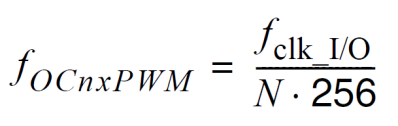 f_OCnxPWM = f_clk_I/O / N · 256